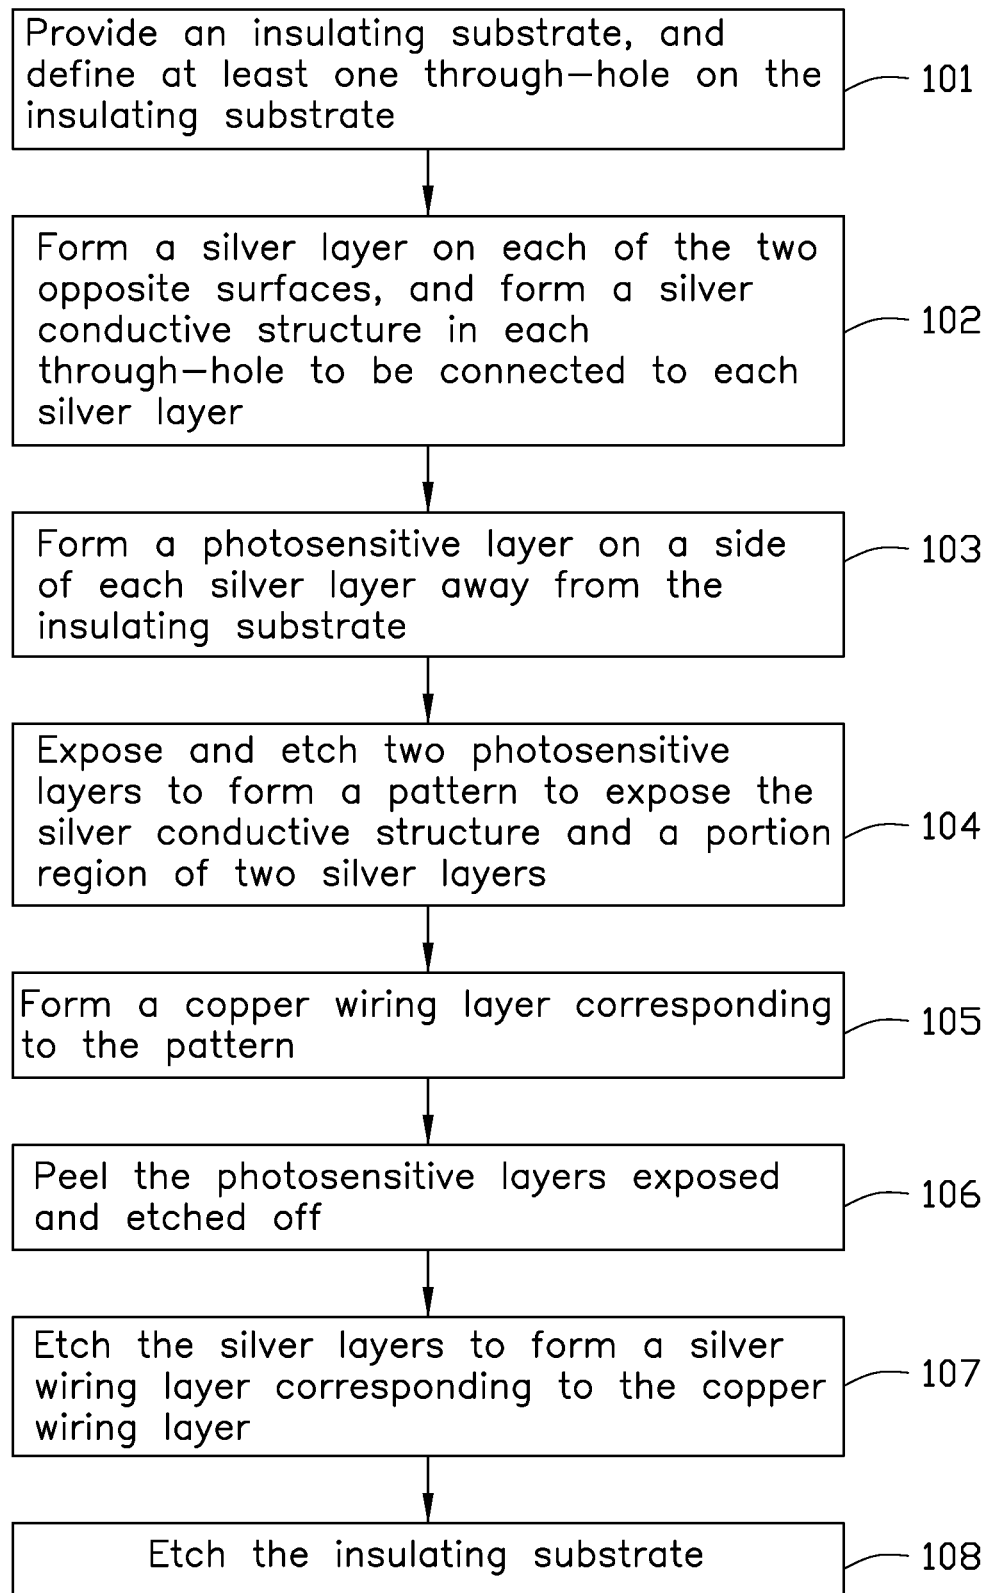 Provide an insulating substrate, and
define at least one through-hole on the
insulating substrate
101
Form a silver layer on each of the two
opposite surfaces, and form a silver
conductive structure in each
through-hole to be connected to each
silver layer
102
Form a photosensitive layer on a side
of each silver layer away from the
insulating substrate
103
Expose and etch two photosensitive
layers to form a pattern to expose the
silver conductive structure and a portion
region of two silver layers
104
Form a copper wiring layer corresponding
to the pattern
105
Peel the photosensitive layers exposed
and etched off
106
Etch the silver layers to form a silver
wiring layer corresponding to the copper
wiring layer
107
Etch the insulating substrate
108